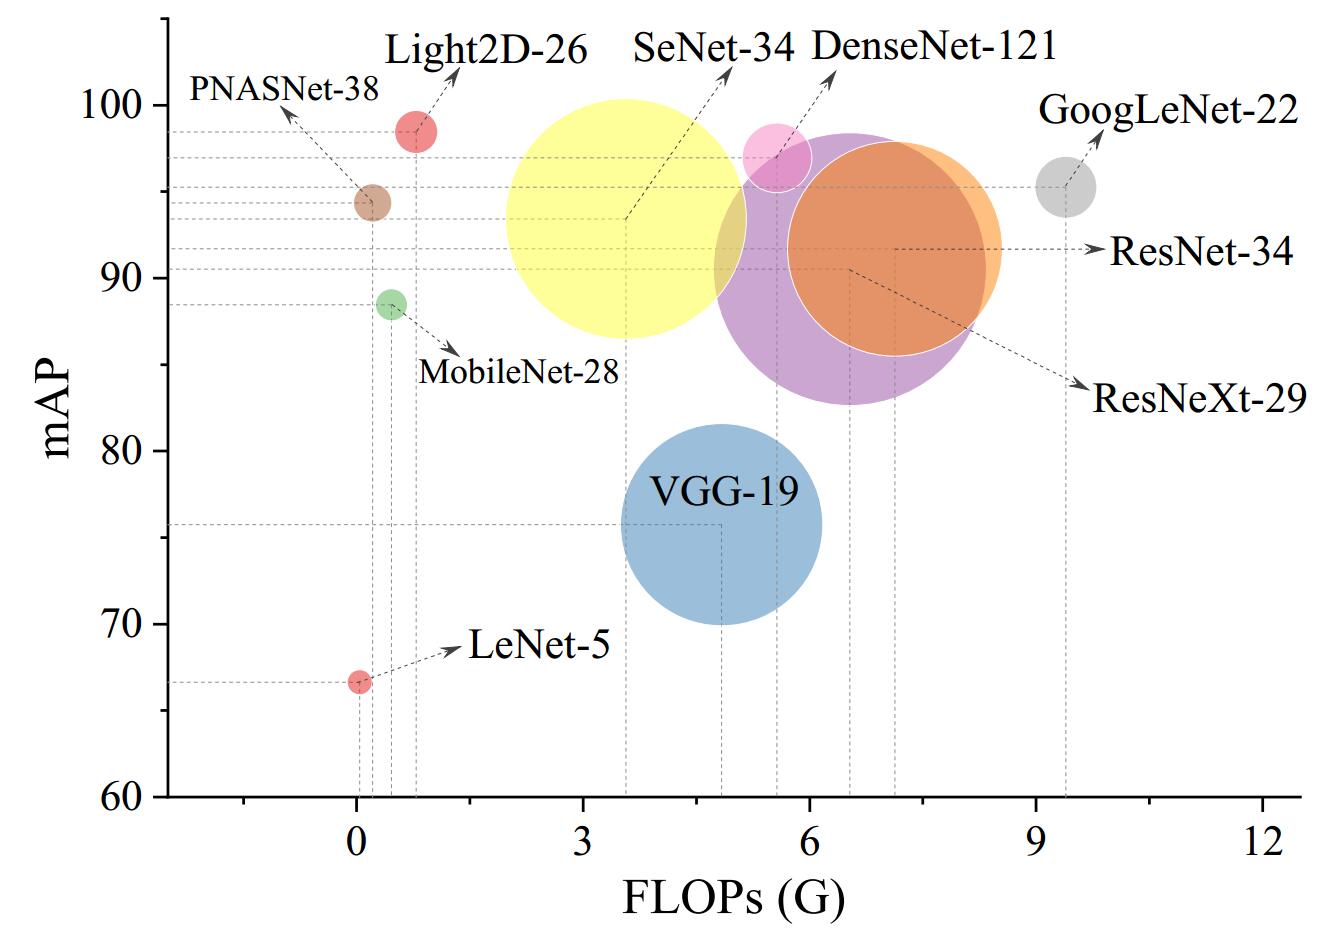 Light2D-26
SeNet-34
DenseNet-121
PNASNet-38
100
GoogLeNet-22
ResNet-34
90
MobileNet-28
ResNeXt-29
mAP
80
VGG-19
70
LeNet-5
60
0
3
6
9
12
FLOPs (G)